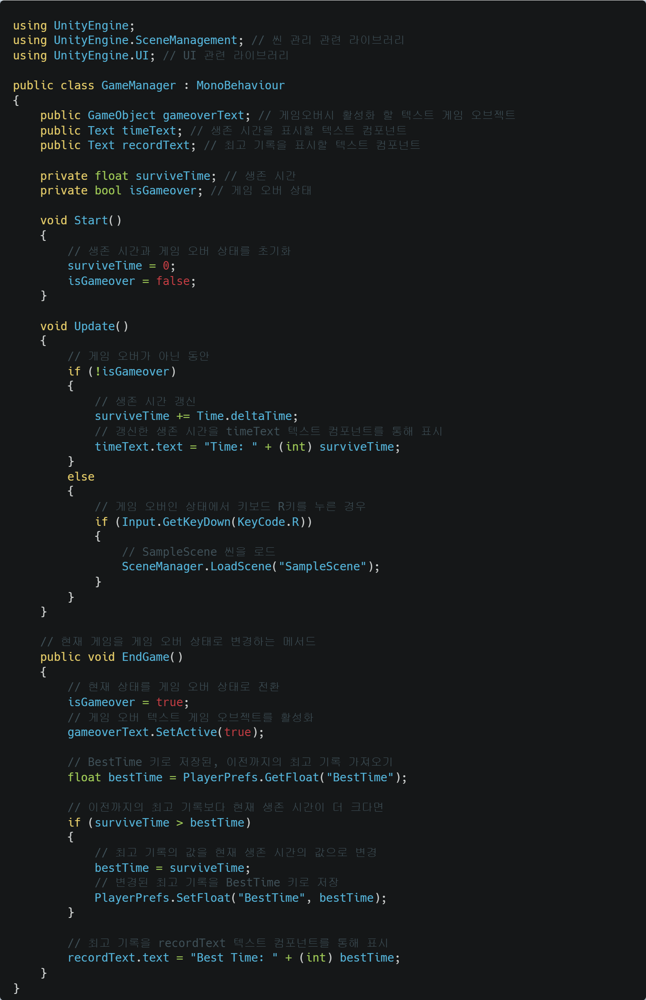 using UnityEngine;
using UnityEngine.SceneManagement; // 씬 관리 관련 라이브러리
using UnityEngine.UI; // UI 관련 라이브러리

public class GameManager : MonoBehaviour
{
    public GameObject gameoverText; // 게임오버시 활성화 할 텍스트 게임 오브젝트
    public Text timeText; // 생존 시간을 표시할 텍스트 컴포넌트
    public Text recordText; // 최고 기록을 표시할 텍스트 컴포넌트

    private float surviveTime; // 생존 시간
    private bool isGameover; // 게임 오버 상태

    void Start()
    {
        // 생존 시간과 게임 오버 상태를 초기화
        surviveTime = 0;
        isGameover = false;
    }

    void Update()
    {
        // 게임 오버가 아닌 동안
        if (!isGameover)
        {
            // 생존 시간 갱신
            surviveTime += Time.deltaTime;
            // 갱신한 생존 시간을 timeText 텍스트 컴포넌트를 통해 표시
            timeText.text = "Time: " + (int) surviveTime;
        }
        else
        {
            // 게임 오버인 상태에서 키보드 R키를 누른 경우
            if (Input.GetKeyDown(KeyCode.R))
            {
                // SampleScene 씬을 로드
                SceneManager.LoadScene("SampleScene");
            }
        }
    }

    // 현재 게임을 게임 오버 상태로 변경하는 메서드
    public void EndGame()
    {
        // 현재 상태를 게임 오버 상태로 전환
        isGameover = true;
        // 게임 오버 텍스트 게임 오브젝트를 활성화
        gameoverText.SetActive(true);

        // BestTime 키로 저장된, 이전까지의 최고 기록 가져오기
        float bestTime = PlayerPrefs.GetFloat("BestTime");

        // 이전까지의 최고 기록보다 현재 생존 시간이 더 크다면
        if (surviveTime > bestTime)
        {
            // 최고 기록의 값을 현재 생존 시간의 값으로 변경
            bestTime = surviveTime;
            // 변경된 최고 기록을 BestTime 키로 저장
            PlayerPrefs.SetFloat("BestTime", bestTime);
        }

        // 최고 기록을 recordText 텍스트 컴포넌트를 통해 표시
        recordText.text = "Best Time: " + (int) bestTime;
    }
}